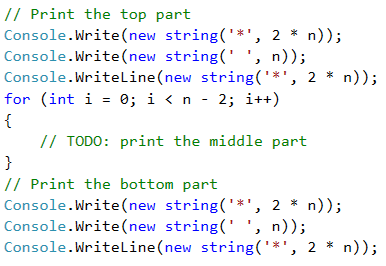 // Print the top part
Console.Write(new string('*', 2 * n));
Console.Write(new string(' ', n));
Console.WriteLine(new string('*', 2 * n));
for (int i = 0; i < n - 2; i++)
{
    // TODO: print the middle part
}
// Print the bottom part
Console.Write(new string('*', 2 * n));
Console.Write(new string(' ', n));
Console.WriteLine(new string('*', 2 * n));